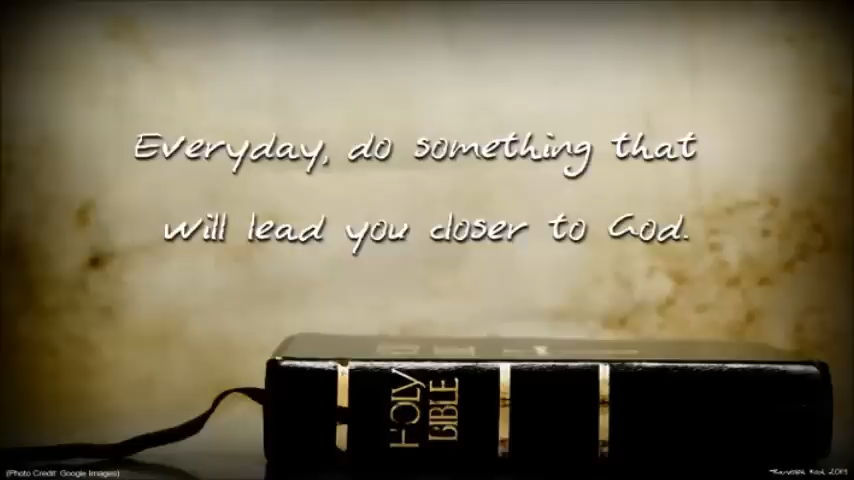 Everyday, do something that
will lead you closer to God.
HOLY
BIBLE
(Photo Credit: Google Images)